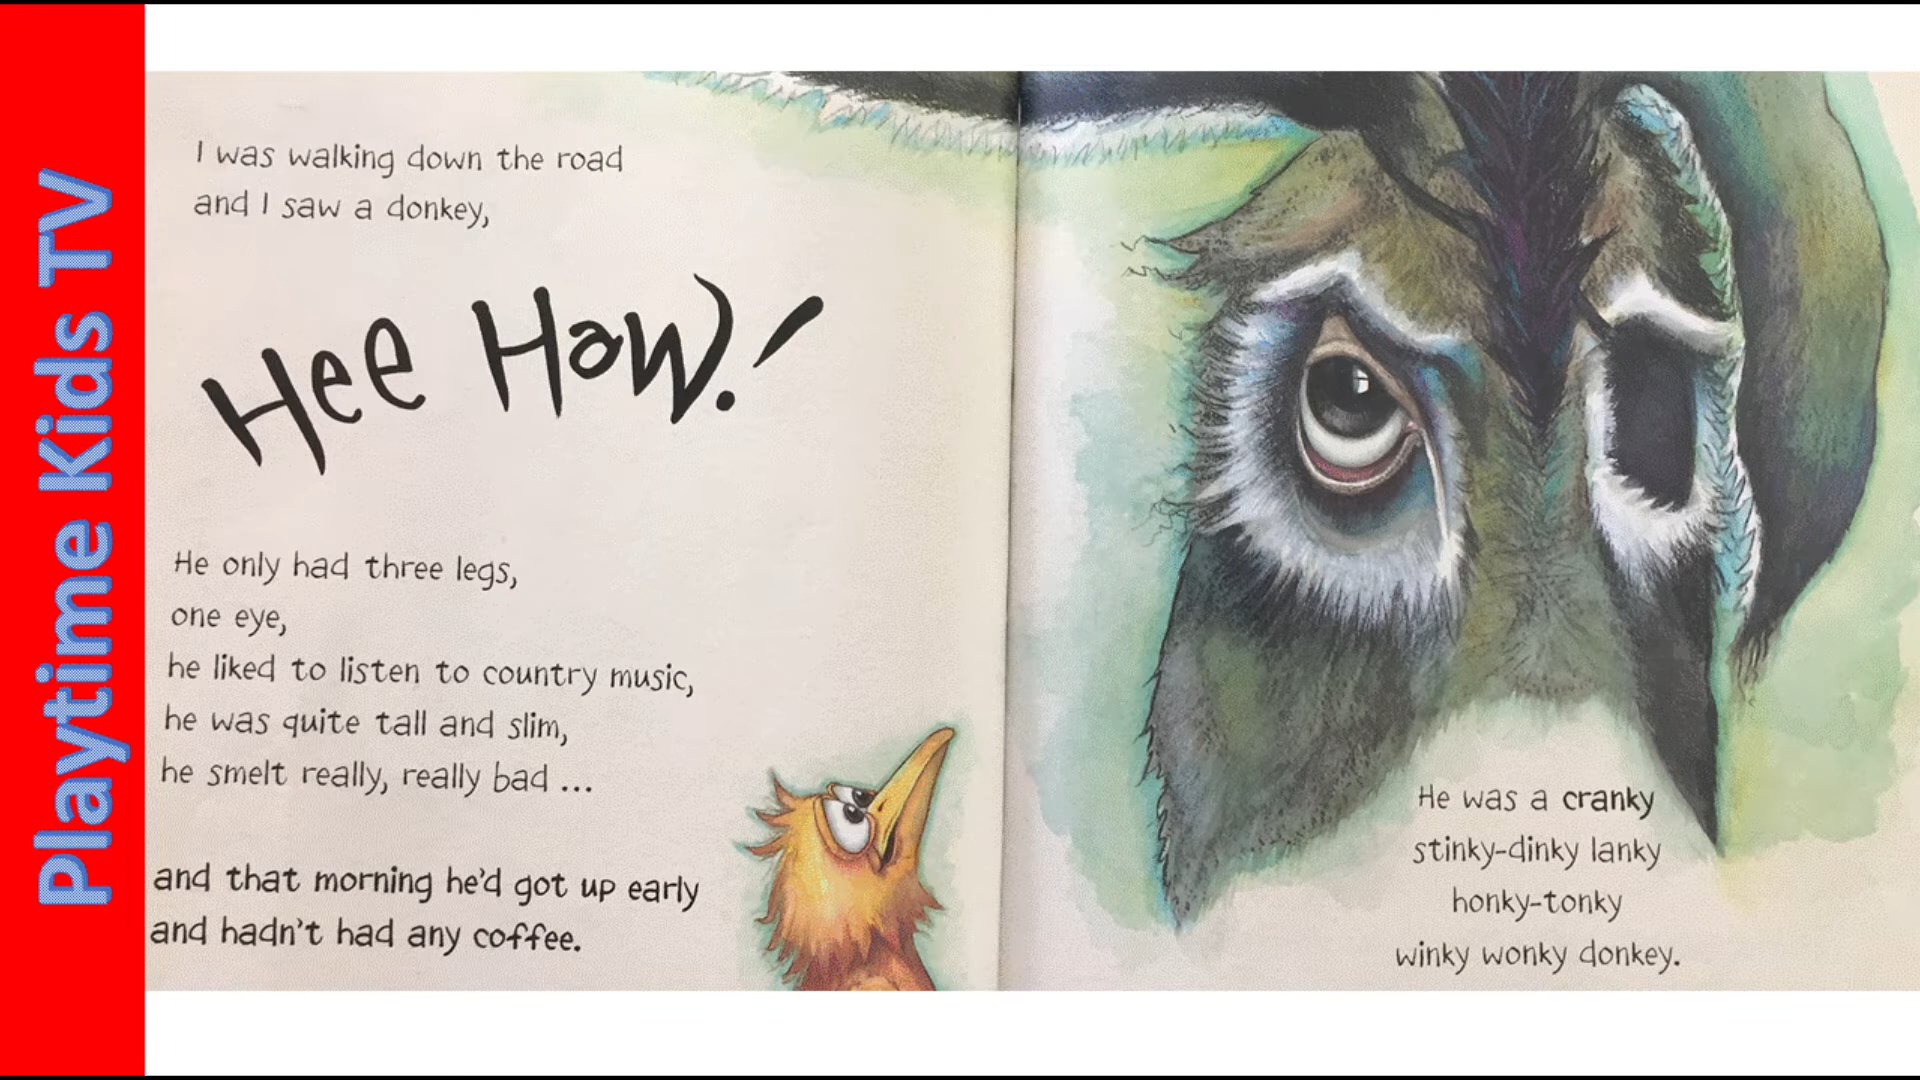 Playtime Kids TV
I was walking down the road
and I saw a donkey,
Hee Haw!
He only had three legs,
one eye,
he liked to listen to country music,
he was quite tall and slim,
he smelt really, really bad ...
and that morning he'd got up early
and hadn't had any coffee.
He was a cranky
stinky-dinky lanky
honky-tonky
winky wonky donkey.